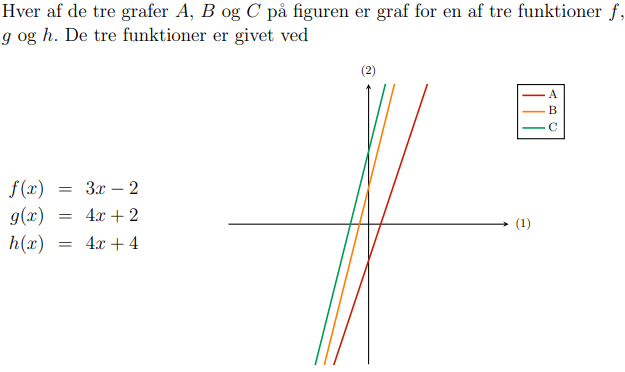 Hver af de tre grafer A, B og C på figuren er graf for en af tre funktioner f,
g og h. De tre funktioner er givet ved
(2)
A
B
C
f(x) = 3x − 2
g(x) = 4x + 2
h(x) = 4x + 4
(1)